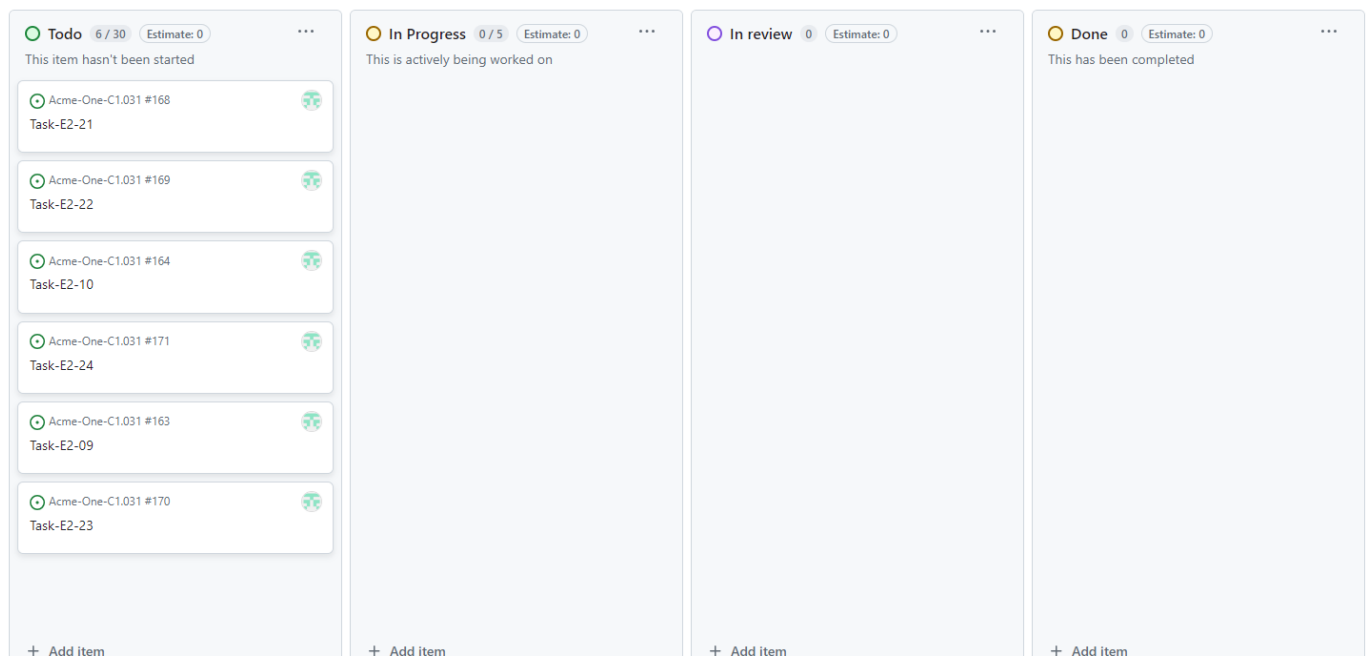 Todo 6 / 30 Estimate: 0 ...
This item hasn't been started
Acme-One-C1.031 #168
Task-E2-21
Acme-One-C1.031 #169
Task-E2-22
Acme-One-C1.031 #164
Task-E2-10
Acme-One-C1.031 #171
Task-E2-24
Acme-One-C1.031 #163
Task-E2-09
Acme-One-C1.031 #170
Task-E2-23
+ Add item
In Progress 0 / 5 Estimate: 0 ...
This is actively being worked on
+ Add item
In review 0 Estimate: 0 ...
+ Add item
Done 0 Estimate: 0 ...
This has been completed
+ Add item